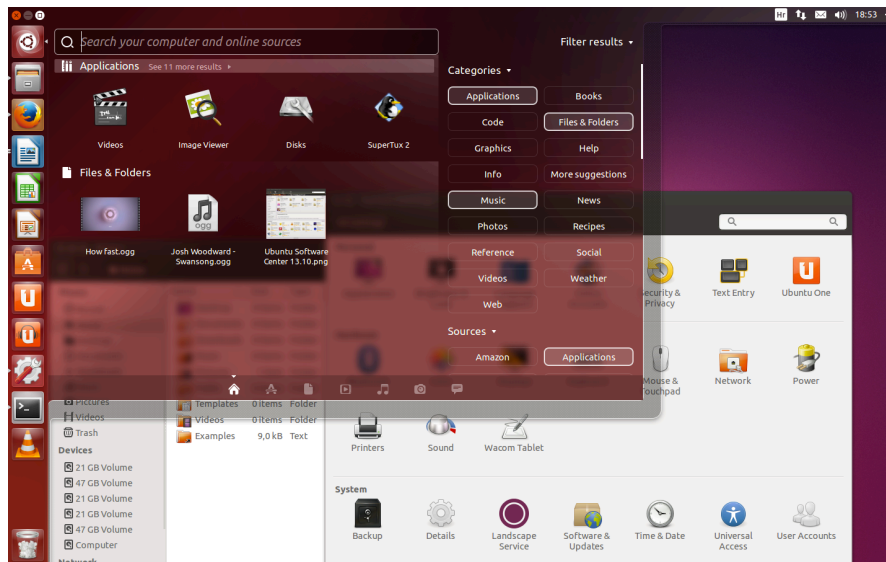 Hr 18:53
Search your computer and online sources
Filter results
Applications See 11 more results
Videos
Image Viewer
Disks
SuperTux 2
Files & Folders
How fast.ogg
ogg
Josh Woodward -
Swansong.ogg
Ubuntu Software
Center 13.10.png
Categories
Applications
Books
Code
Files & Folders
Graphics
Help
Info
More suggestions
Music
News
Photos
Recipes
Reference
Social
Videos
Weather
Web
Sources
Amazon
Applications
Security &
Privacy
Text Entry
Ubuntu One
Mouse &
Touchpad
Network
Power
Pictures
Videos
Trash
Devices
21 GB Volume
47 GB Volume
21 GB Volume
21 GB Volume
47 GB Volume
Computer
Network
Templates 0 items Folder
Videos 0 items Folder
Examples 9,0 kB Text
Printers
Sound
Wacom Tablet
System
Backup
Details
Landscape
Service
Software &
Updates
Time & Date
Universal
Access
User Accounts